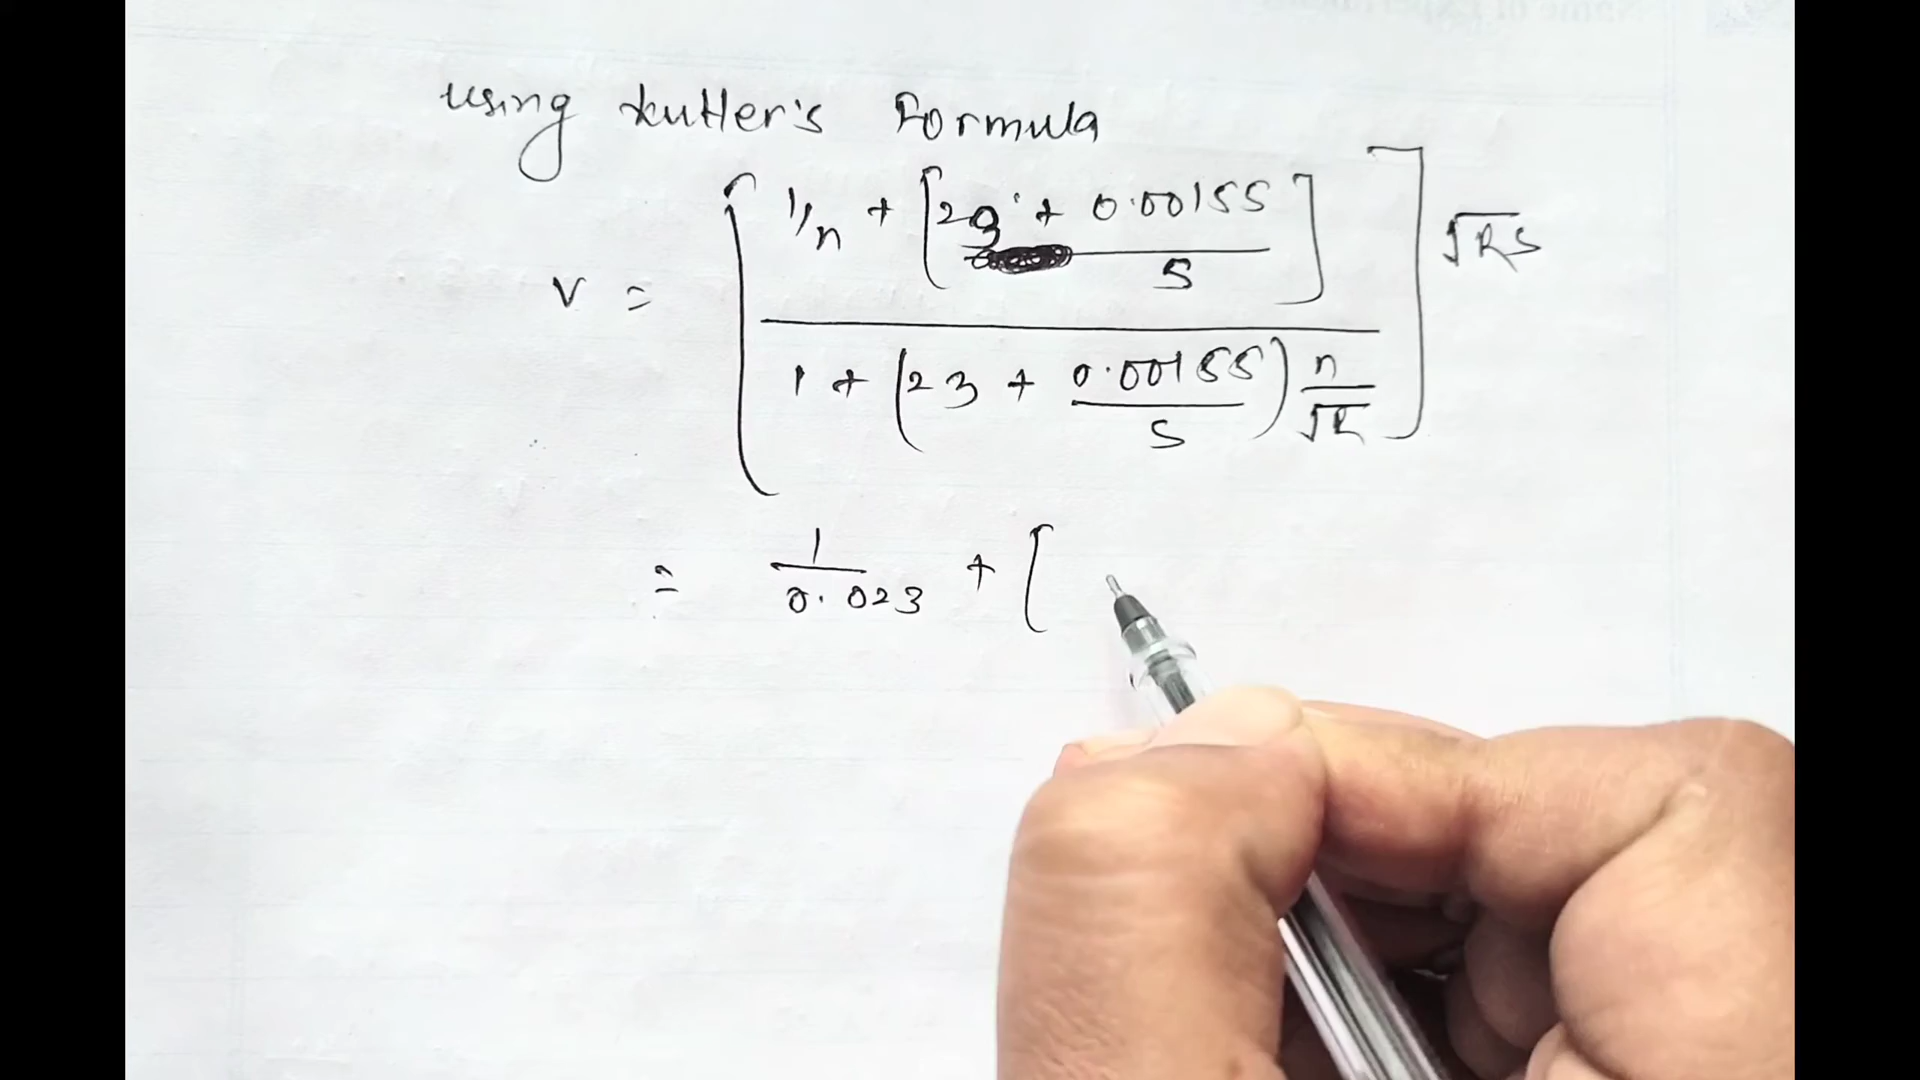 using Kutter's Formula
V = [ 1/n + [23 + 0.00155 / S] / 1 + (23 + 0.00155 / S) n / √R ] √RS
= 1 / 0.023 + [